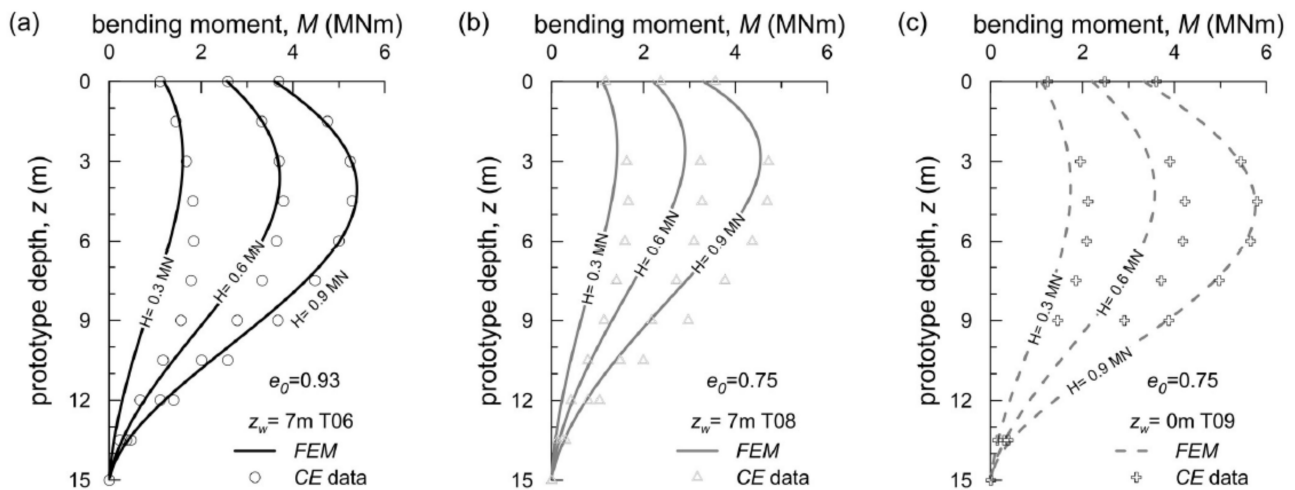 (a)
bending moment, M (MNm)
0 2 4 6
prototype depth, z (m)
0
3
6
9
12
15
H= 0.3 MN
H= 0.6 MN
H= 0.9 MN
e0=0.93
zw= 7m T06
FEM
CE data
(b)
bending moment, M (MNm)
0 2 4 6
prototype depth, z (m)
0
3
6
9
12
15
H= 0.3 MN
H= 0.6 MN
H= 0.9 MN
e0=0.75
zw= 7m T08
FEM
CE data
(c)
bending moment, M (MNm)
0 2 4 6
prototype depth, z (m)
0
3
6
9
12
15
H= 0.3 MN
H= 0.6 MN
H= 0.9 MN
e0=0.75
zw= 0m T09
FEM
CE data